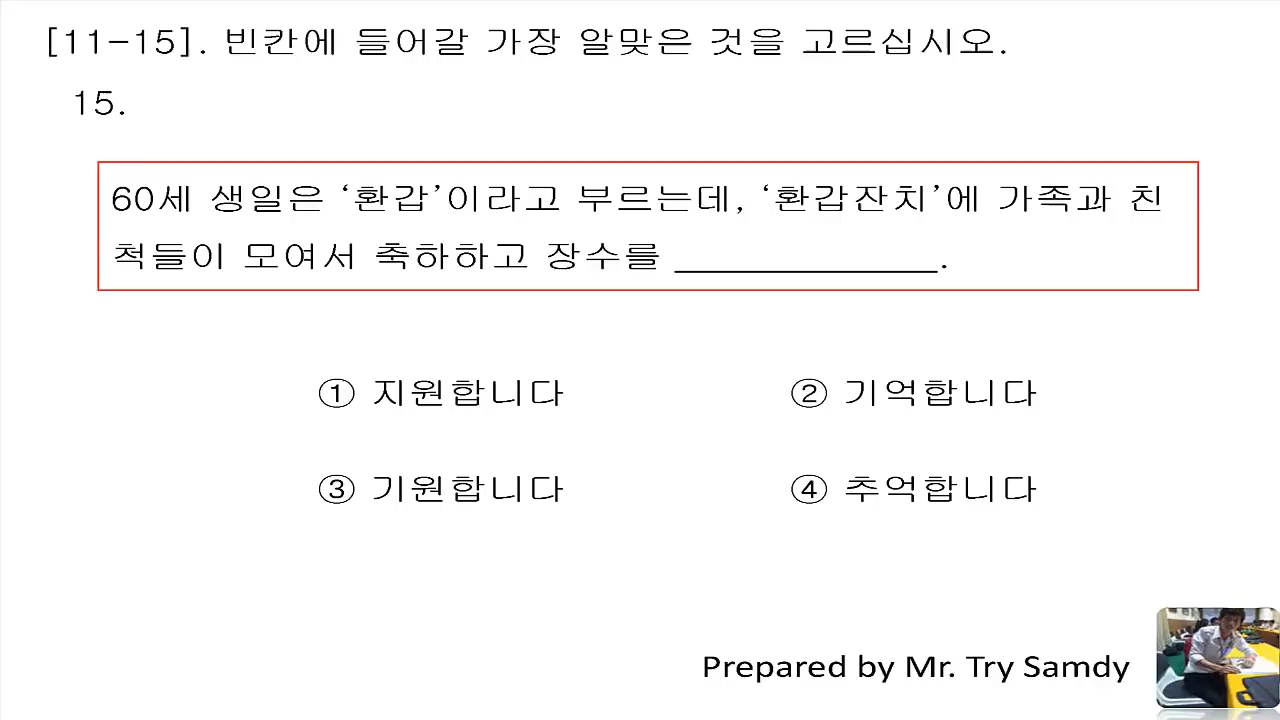 [11-15]. 빈칸에 들어갈 가장 알맞은 것을 고르십시오.
15.
60세 생일은 ‘환갑’이라고 부르는데, ‘환갑잔치’에 가족과 친
척들이 모여서 축하하고 장수를 ______________.
① 지원합니다 ② 기억합니다
③ 기원합니다 ④ 추억합니다
Prepared by Mr. Try Samdy